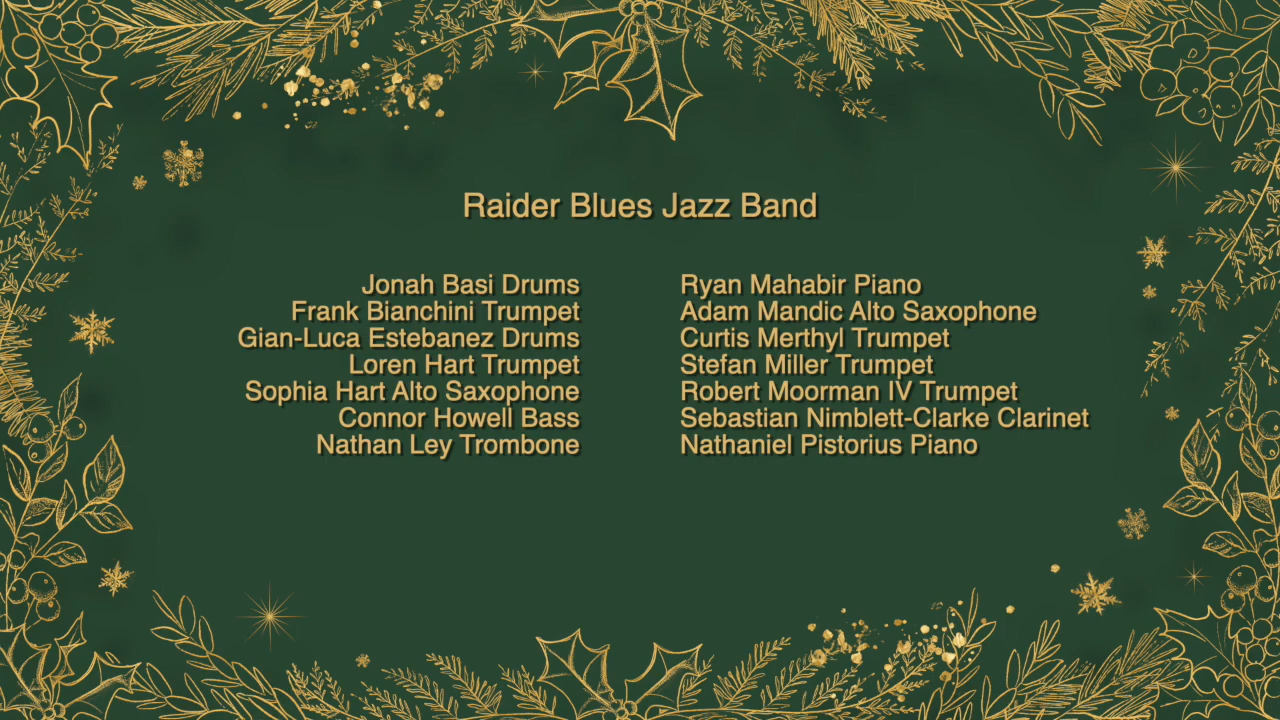 Raider Blues Jazz Band
Jonah Basi Drums
Frank Bianchini Trumpet
Gian-Luca Estebanez Drums
Loren Hart Trumpet
Sophia Hart Alto Saxophone
Connor Howell Bass
Nathan Ley Trombone
Ryan Mahabir Piano
Adam Mandic Alto Saxophone
Curtis Merthyl Trumpet
Stefan Miller Trumpet
Robert Moorman IV Trumpet
Sebastian Nimblett-Clarke Clarinet
Nathaniel Pistorius Piano